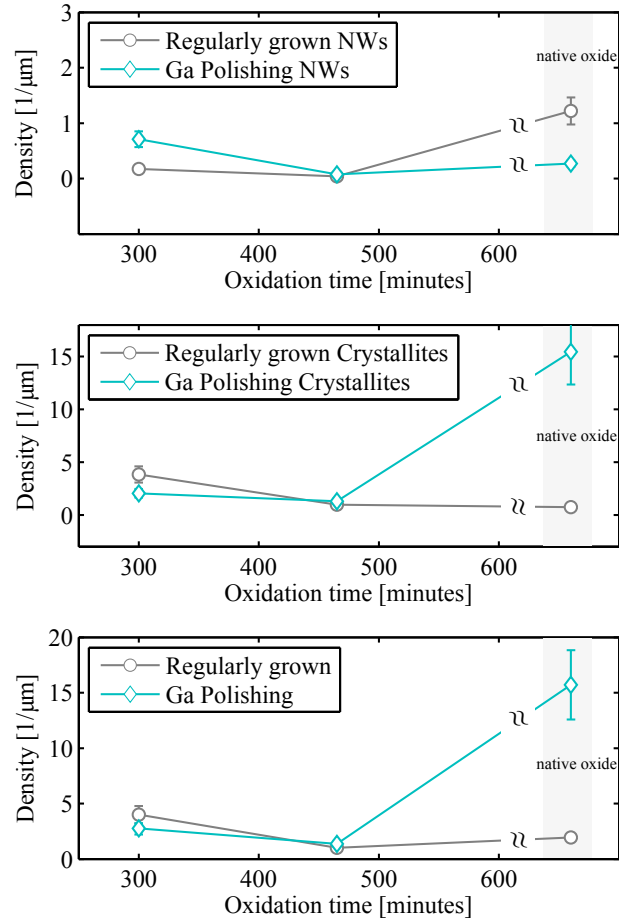 3
2
1
0
Density [1/µm]
Regularly grown NWs
Ga Polishing NWs
native oxide
300 400 500 600
Oxidation time [minutes]
15
10
5
0
Density [1/µm]
Regularly grown Crystallites
Ga Polishing Crystallites
native oxide
300 400 500 600
Oxidation time [minutes]
20
15
10
5
0
Density [1/µm]
Regularly grown
Ga Polishing
native oxide
300 400 500 600
Oxidation time [minutes]